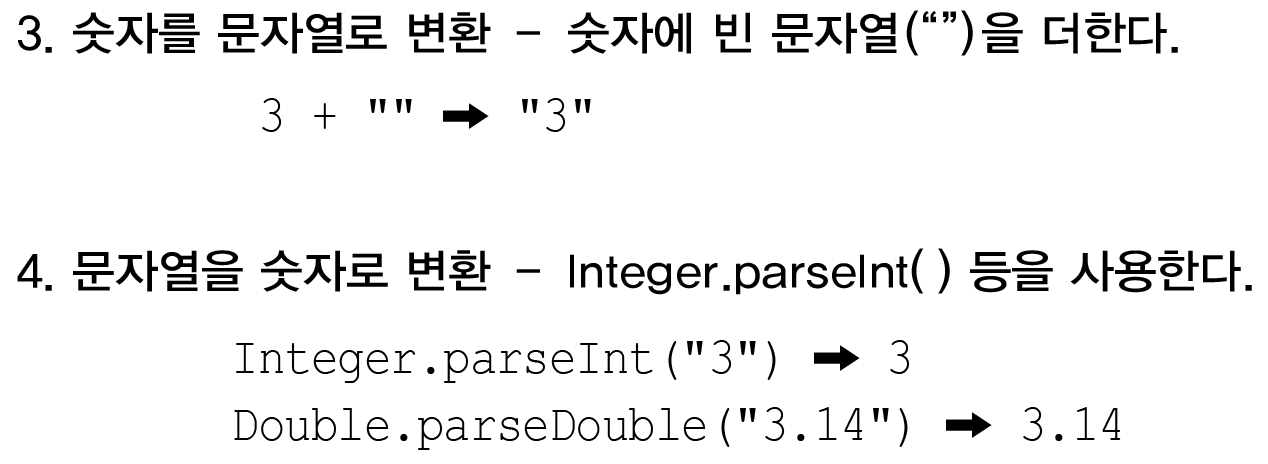 3. 숫자를 문자열로 변환 – 숫자에 빈 문자열(“”)을 더한다.
3 + "" ➡ "3"
4. 문자열을 숫자로 변환 – Integer.parseInt( ) 등을 사용한다.
Integer.parseInt("3") ➡ 3
Double.parseDouble("3.14") ➡ 3.14